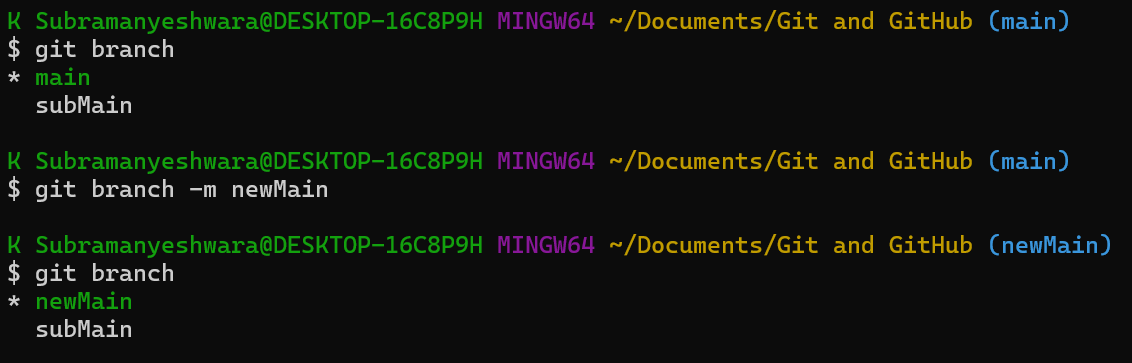 K Subramanyeshwara@DESKTOP-16C8P9H MINGW64 ~/Documents/Git and GitHub (main)
$ git branch
* main
  subMain
K Subramanyeshwara@DESKTOP-16C8P9H MINGW64 ~/Documents/Git and GitHub (main)
$ git branch -m newMain
K Subramanyeshwara@DESKTOP-16C8P9H MINGW64 ~/Documents/Git and GitHub (newMain)
$ git branch
* newMain
  subMain